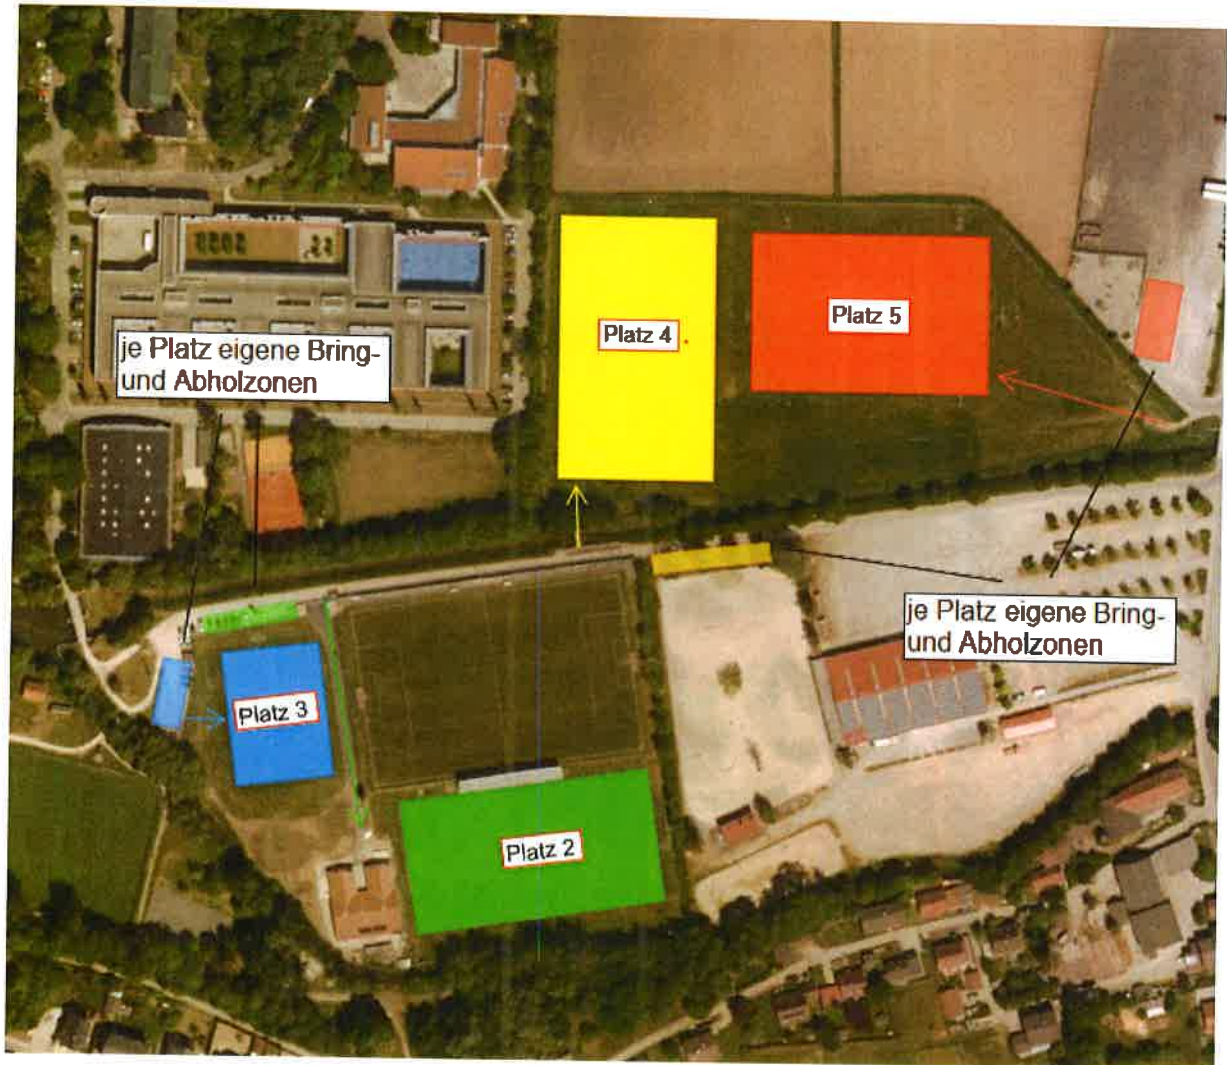 Platz 4
Platz 5
je Platz eigene Bring-
und Abholzonen
je Platz eigene Bring-
und Abholzonen
Platz 3
Platz 2